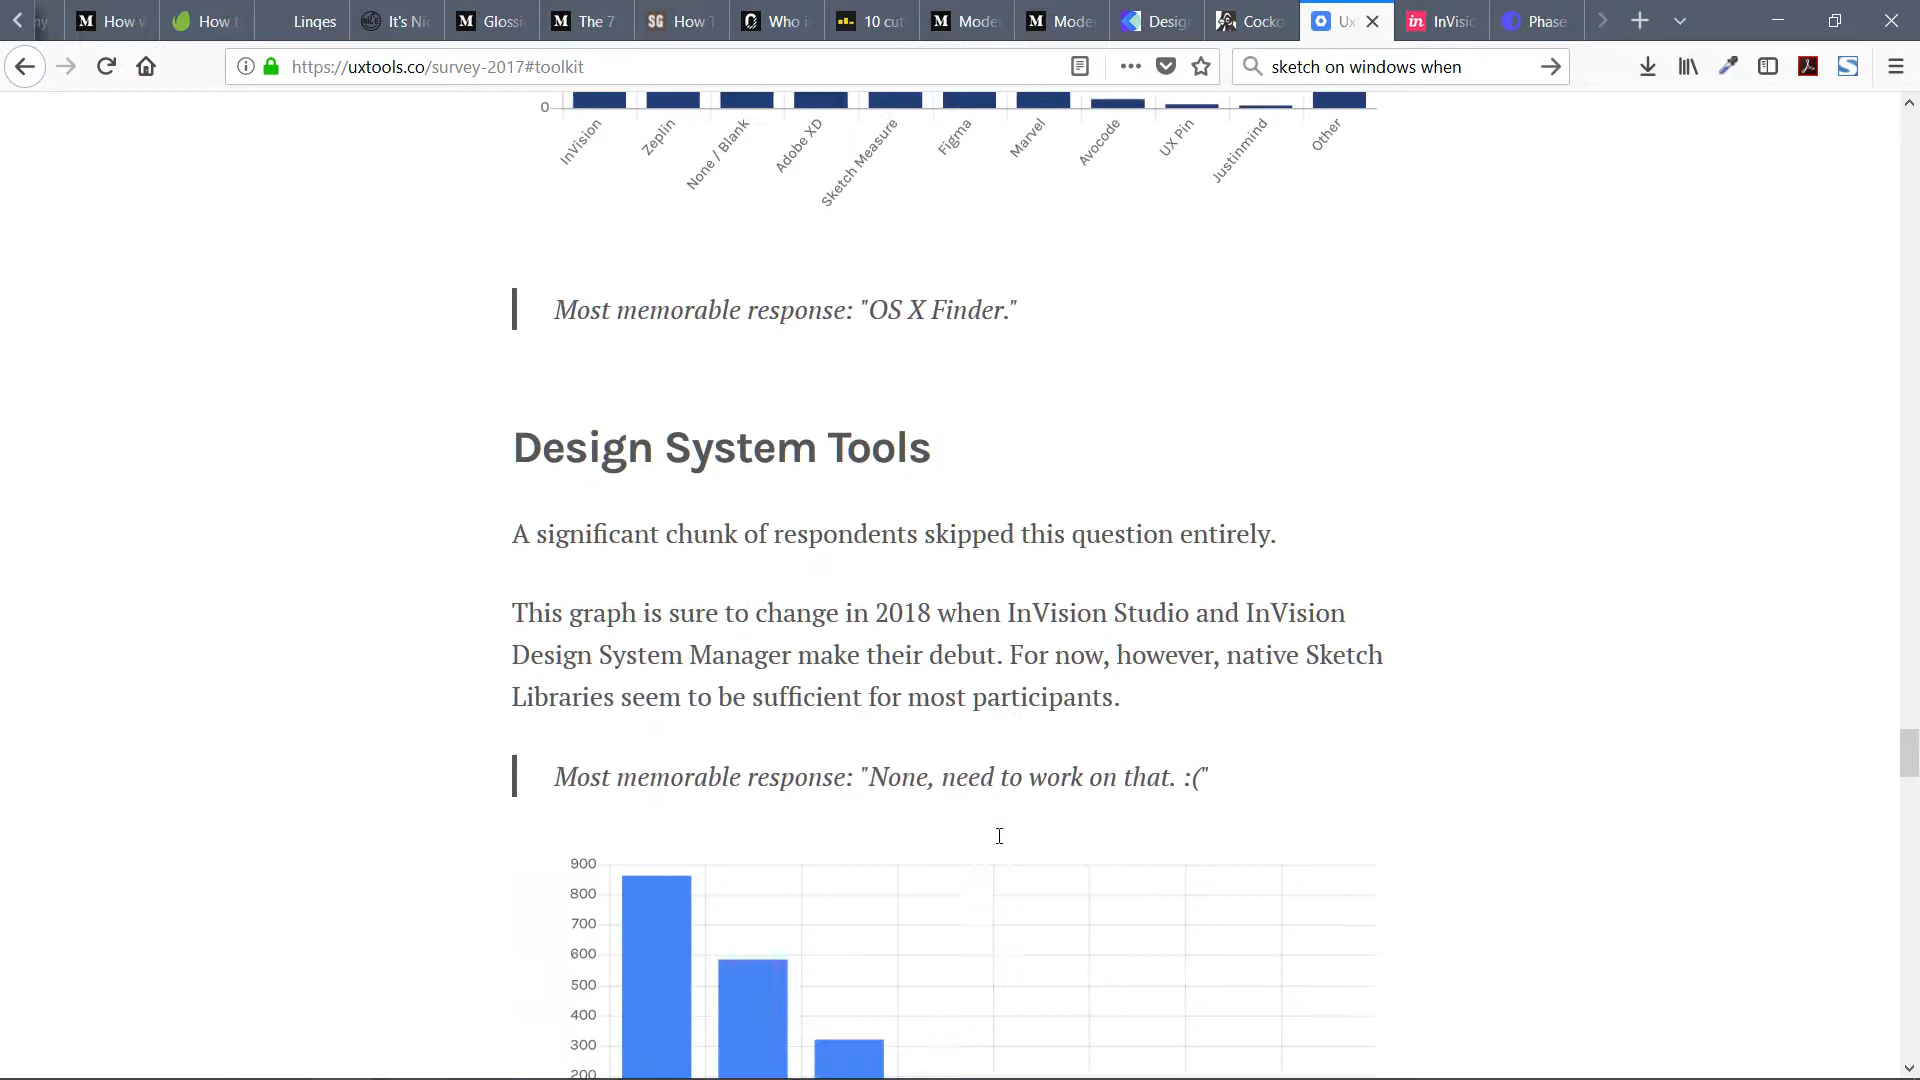 How
How t
Linqes
It's Ni
Glossi
The 7
How T
Who i
10 cut
Mode
Mode
Desig
Cocko
Ux
InVisio
Phase
https://uxtools.co/survey-2017#toolkit
sketch on windows when
0
InVision
Zeplin
None / Blank
Adobe XD
Sketch Measure
Figma
Marvel
Avocode
UX Pin
Justinmind
Other
Most memorable response: "OS X Finder."
Design System Tools
A significant chunk of respondents skipped this question entirely.
This graph is sure to change in 2018 when InVision Studio and InVision
Design System Manager make their debut. For now, however, native Sketch
Libraries seem to be sufficient for most participants.
Most memorable response: "None, need to work on that. :("
900
800
700
600
500
400
300
200